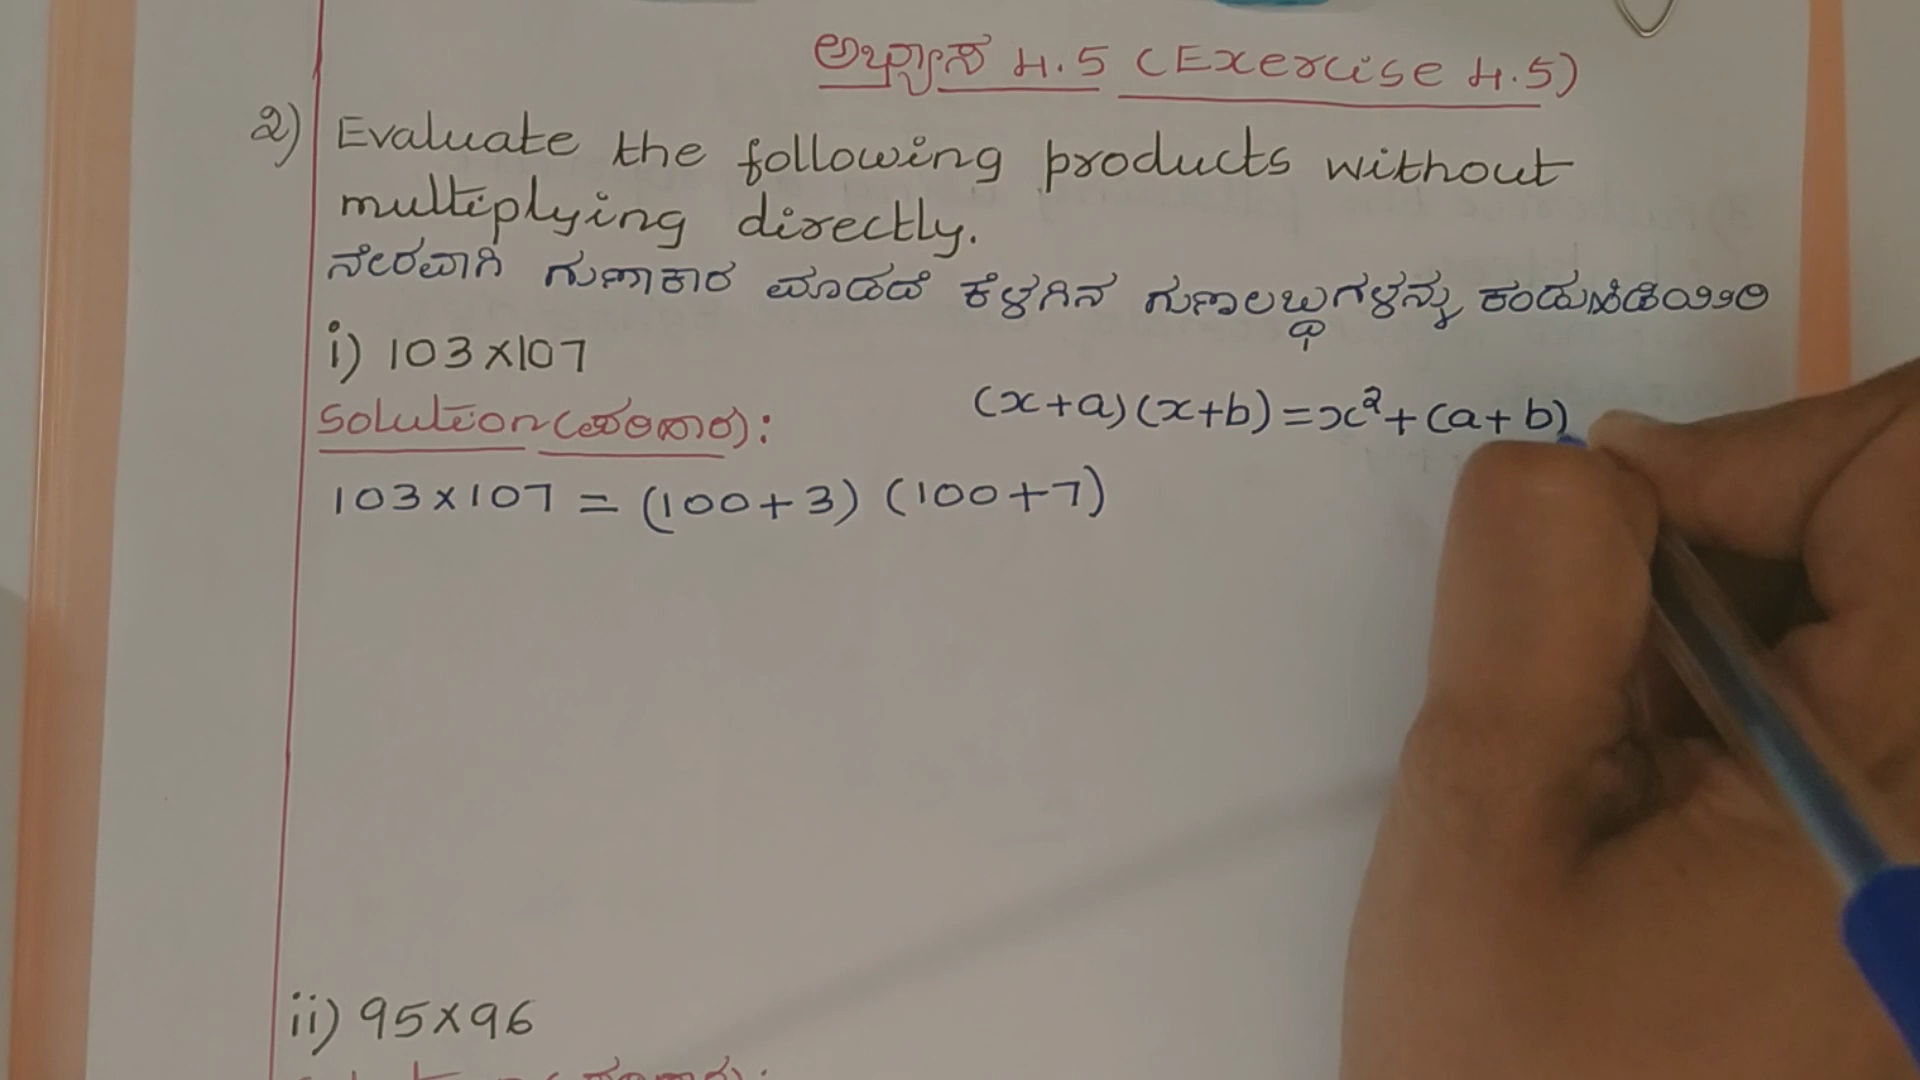 ಅಭ್ಯಾಸ 4.5 (Exercise 4.5)
2) Evaluate the following products without
multiplying directly.
ನೇರವಾಗಿ ಗುಣಾಕಾರ ಮಾಡದೆ ಕೆಳಗಿನ ಗುಣಲಬ್ಧಗಳನ್ನು ಕಂಡುಹಿಡಿಯಿರಿ
i) 103×107
Solution (ಪರಿಹಾರ):
(x+a)(x+b)=x²+(a+b)
103×107 = (100+3) (100+7)
ii) 95×96